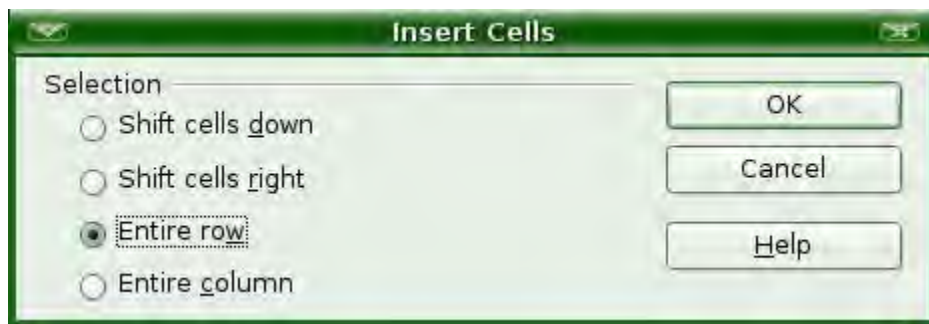 Insert Cells
Selection
Shift cells down
Shift cells right
Entire row
Entire column
OK
Cancel
Help